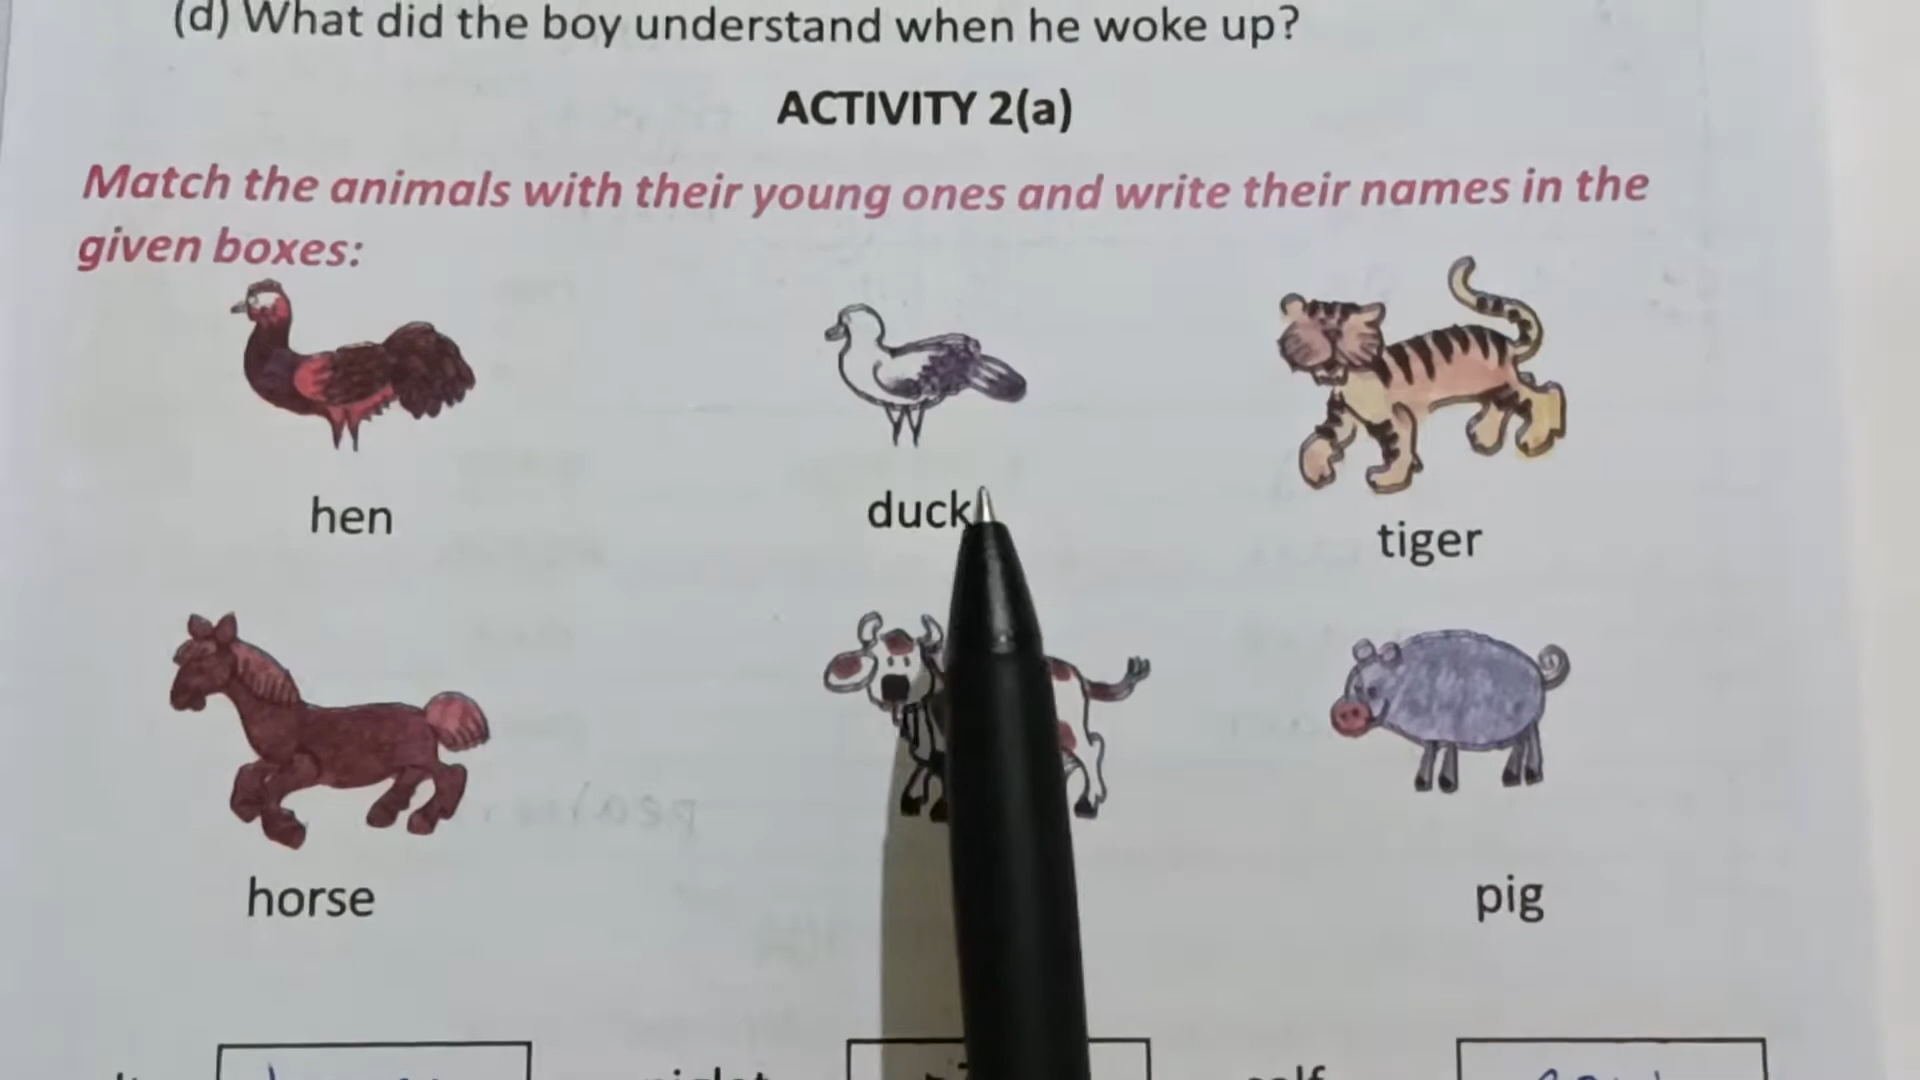 (d) What did the boy understand when he woke up?
ACTIVITY 2(a)
Match the animals with their young ones and write their names in the
given boxes:
hen duck tiger
horse pig